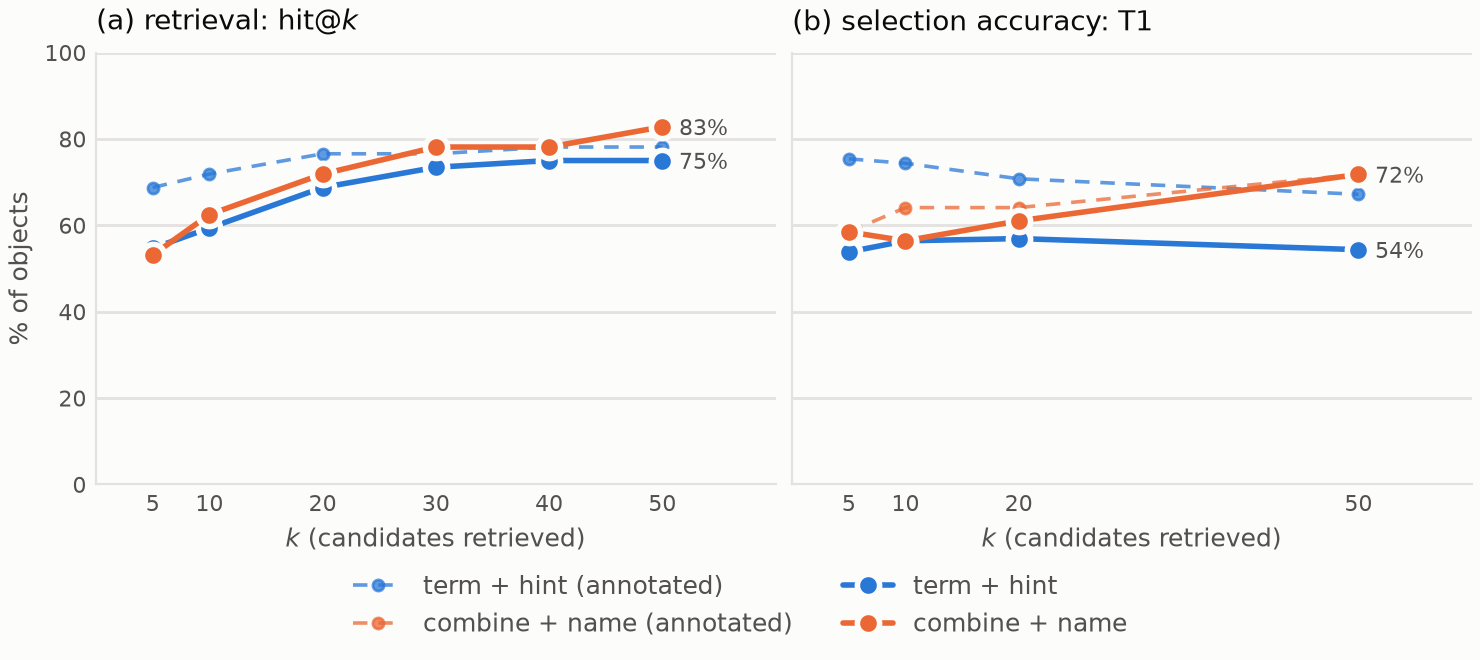 (a) retrieval: hit@k
(b) selection accuracy: T1
% of objects
100
80
60
40
20
0
83%
75%
72%
54%
5 10 20 30 40 50
5 10 20 50
k (candidates retrieved)
k (candidates retrieved)
term + hint (annotated)
term + hint
combine + name (annotated)
combine + name